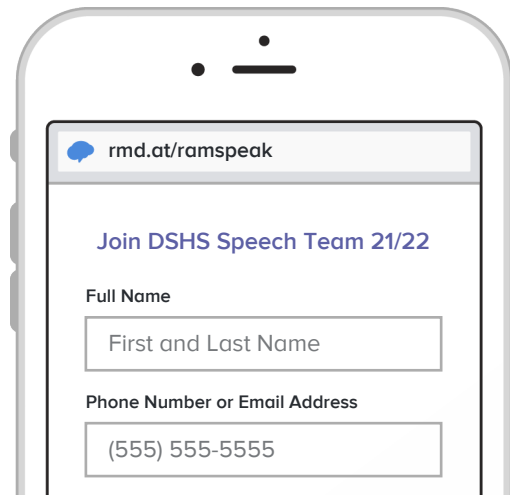 rmd.at/ramspeak
Join DSHS Speech Team 21/22
Full Name
First and Last Name
Phone Number or Email Address
(555) 555-5555